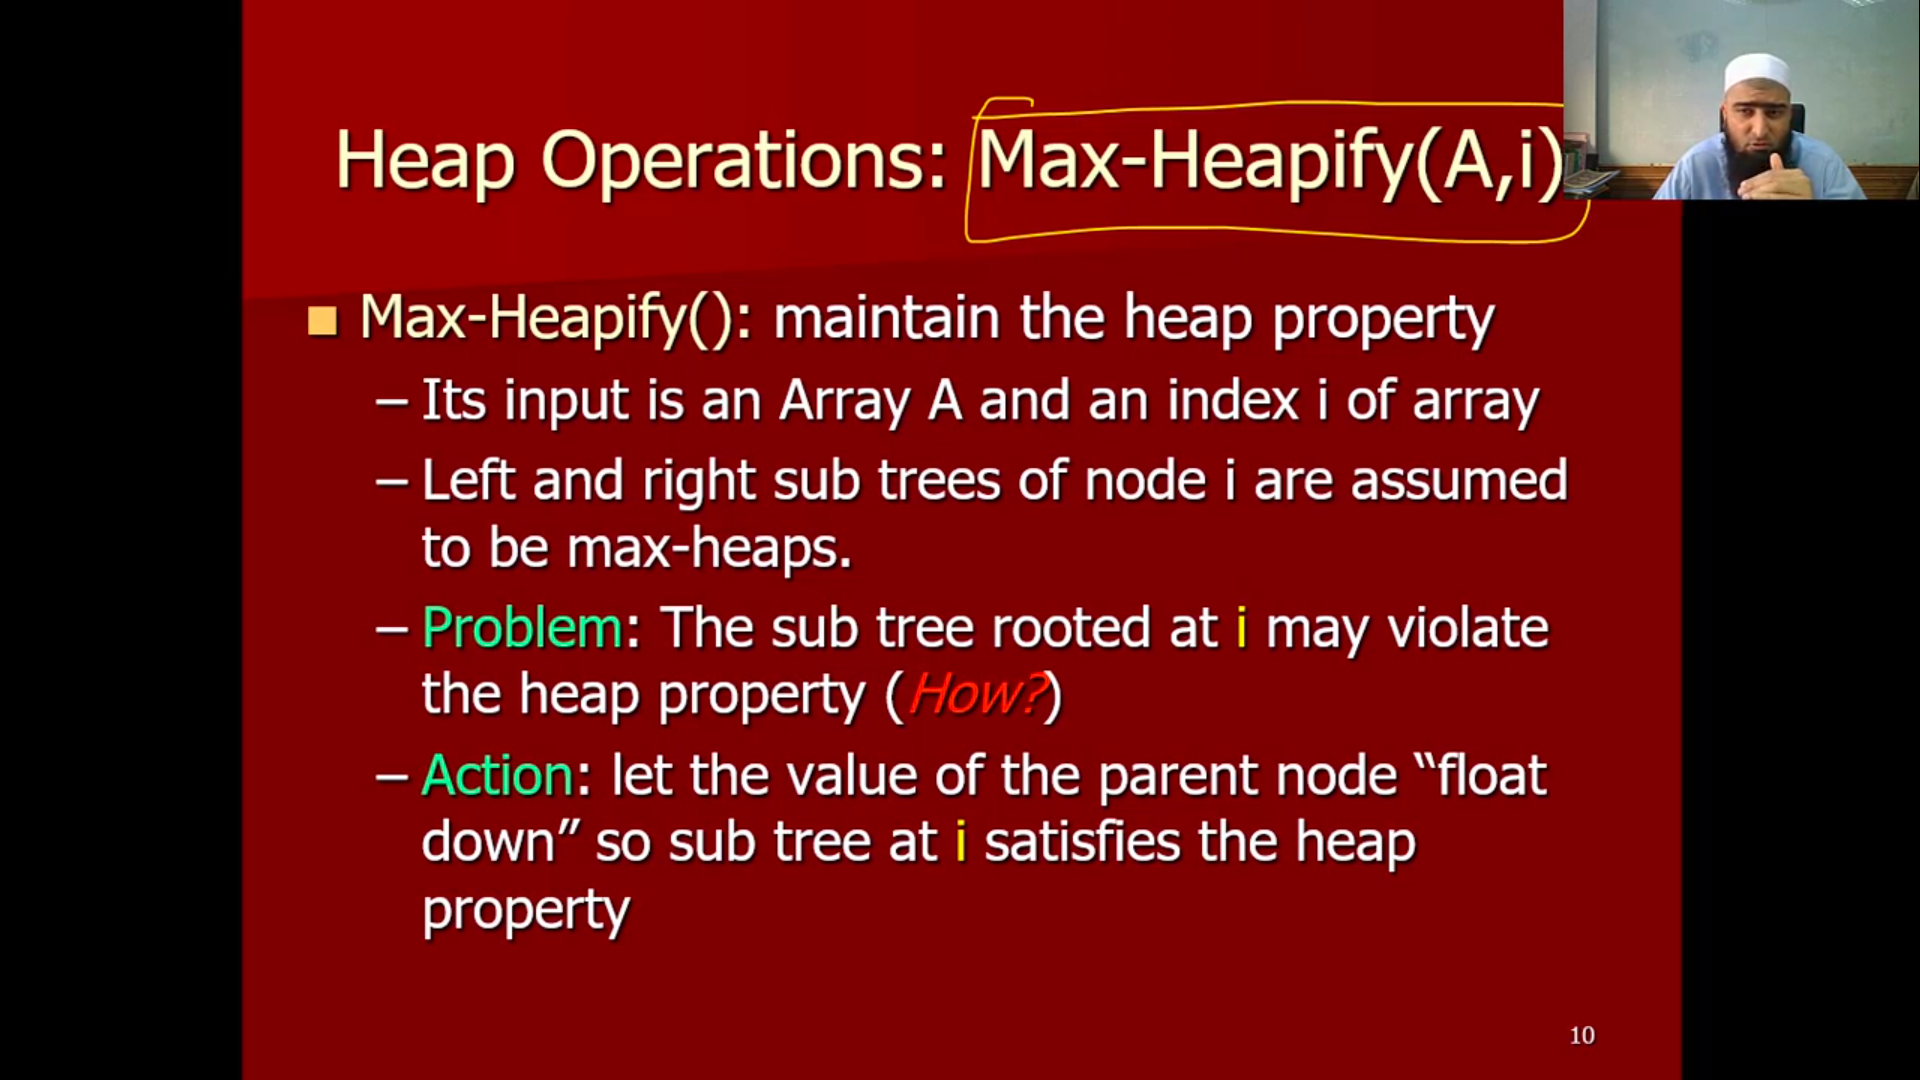 Heap Operations: Max-Heapify(A,i)
■ Max-Heapify(): maintain the heap property
– Its input is an Array A and an index i of array
– Left and right sub trees of node i are assumed
to be max-heaps.
– Problem: The sub tree rooted at i may violate
the heap property (How?)
– Action: let the value of the parent node “float
down” so sub tree at i satisfies the heap
property
10